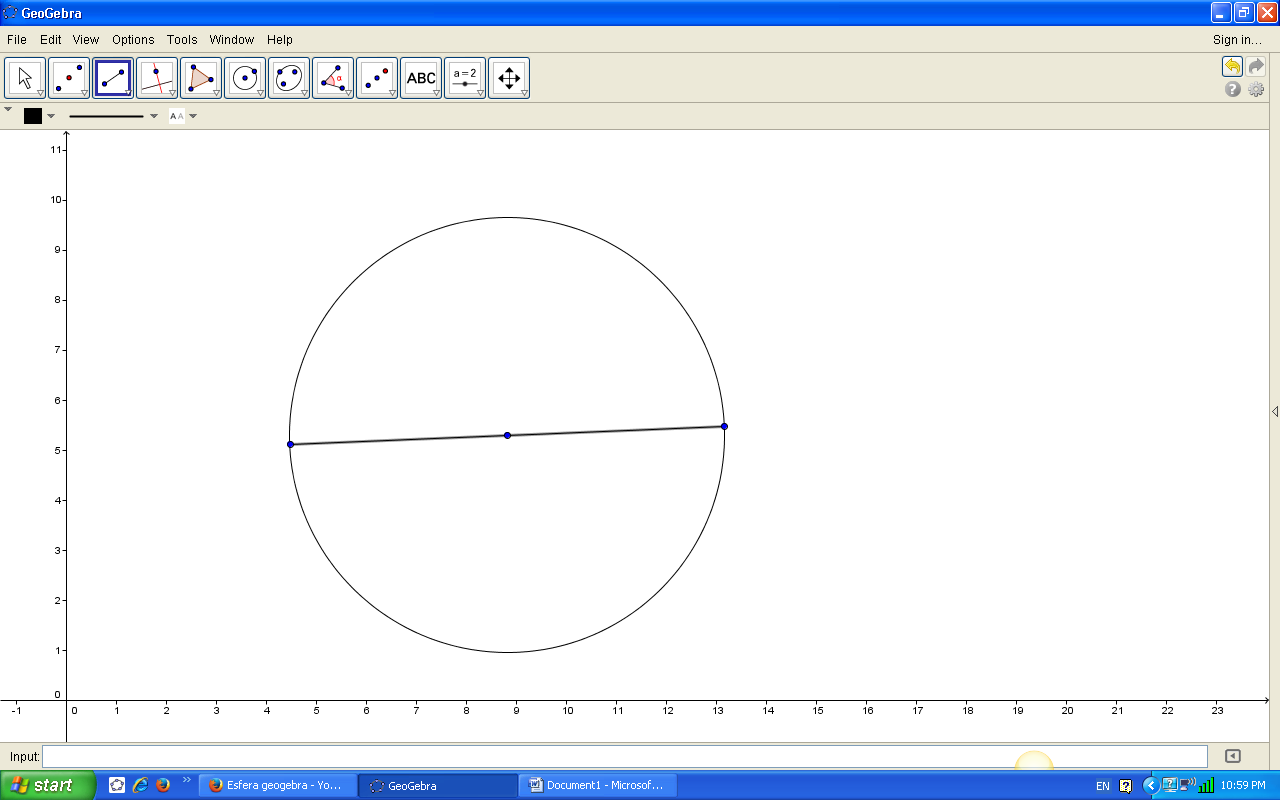 GeoGebra
File Edit View Options Tools Window Help Sign in...
α ABC a = 2
?
A A
11
10
9
8
7
6
5
4
3
2
1
0
-1 0 1 2 3 4 5 6 7 8 9 10 11 12 13 14 15 16 17 18 19 20 21 22 23
Input:
start » Esfera geogebra - Yo... GeoGebra Document1 - Microsof... EN ? 10:59 PM